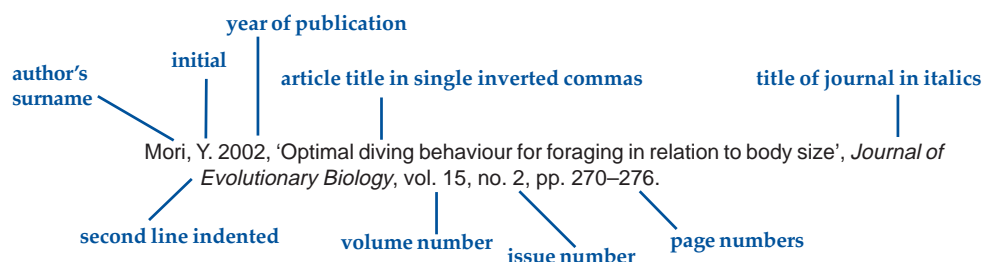 year of publication
initial
author's
surname
article title in single inverted commas
title of journal in italics
Mori, Y. 2002, ‘Optimal diving behaviour for foraging in relation to body size’, Journal of
Evolutionary Biology, vol. 15, no. 2, pp. 270–276.
second line indented
volume number
issue number
page numbers